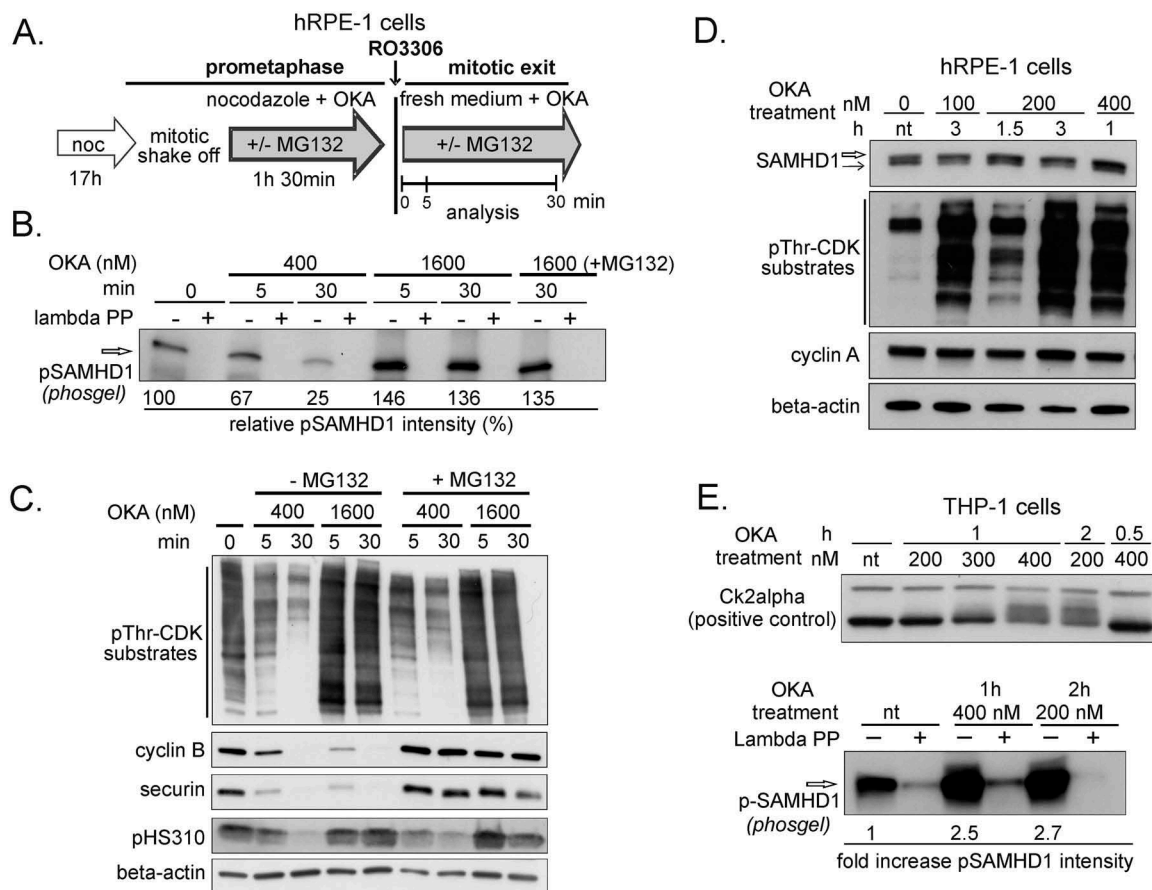 A.
hRPE-1 cells
RO3306
prometaphase
mitotic exit
nocodazole + OKA
fresh medium + OKA
noc
mitotic
shake off
+/- MG132
+/- MG132
17h
1h 30min
0 5 30 min
analysis
B.
OKA (nM) 400 1600 1600 (+MG132)
min 0 5 30 5 30 30
lambda PP - + - + - + - + - + - +
pSAMHD1
(phosgel)
100 67 25 146 136 135
relative pSAMHD1 intensity (%)
C.
- MG132 + MG132
OKA (nM) 400 1600 400 1600
min 0 5 30 5 30 5 30 5 30
pThr-CDK
substrates
cyclin B
securin
pHS310
beta-actin
D.
hRPE-1 cells
OKA
treatment nM 0 100 200 400
h nt 3 1.5 3 1
SAMHD1
pThr-CDK
substrates
cyclin A
beta-actin
E.
THP-1 cells
OKA h 1 2 0.5
treatment nM nt 200 300 400 200 400
Ck2alpha
(positive control)
OKA 1h 2h
treatment nt 400 nM 200 nM
Lambda PP – + – + – +
p-SAMHD1
(phosgel)
1 2.5 2.7
fold increase pSAMHD1 intensity